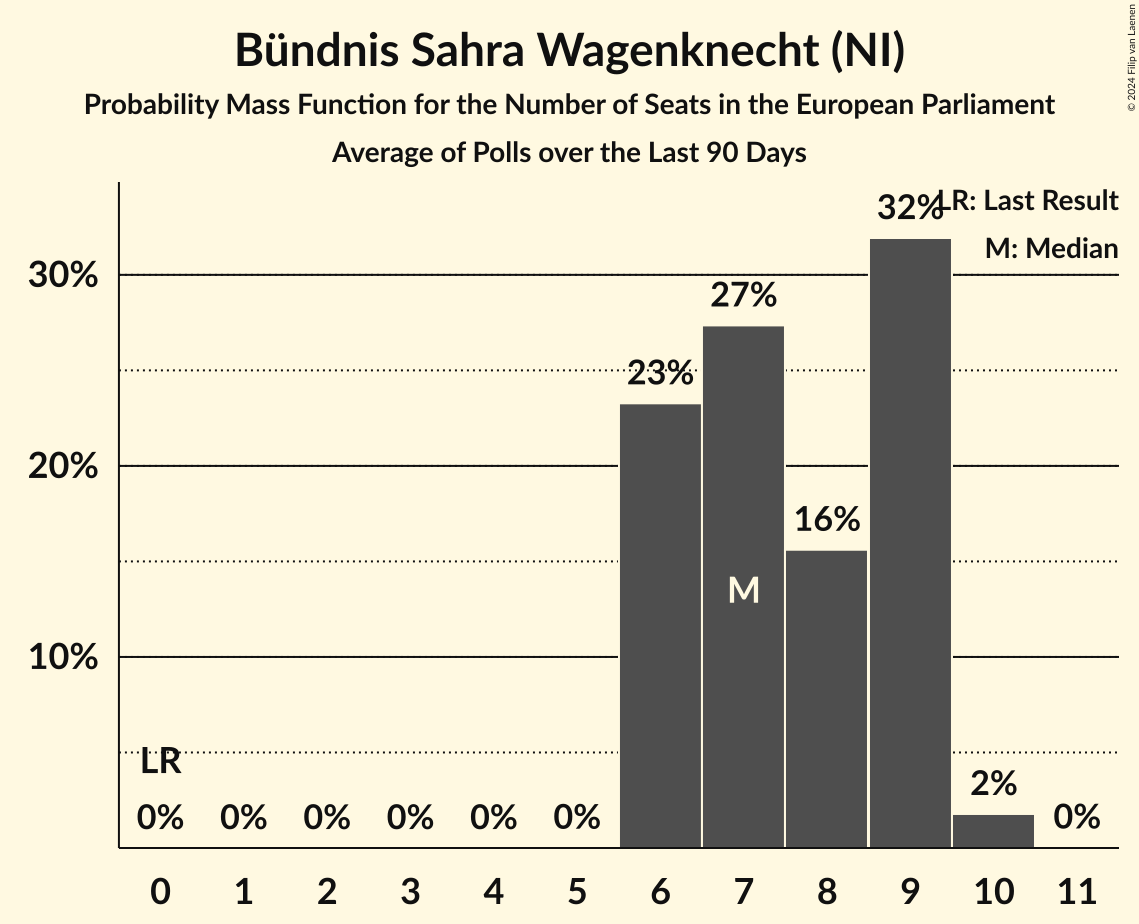 Bündnis Sahra Wagenknecht (NI)
Probability Mass Function for the Number of Seats in the European Parliament
Average of Polls over the Last 90 Days
© 2024 Filip van Laenen
LR: Last Result
M: Median
32%
30%
27%
23%
20%
16%
M
10%
LR
2%
0% 0% 0% 0% 0% 0% 0%
0 1 2 3 4 5 6 7 8 9 10 11